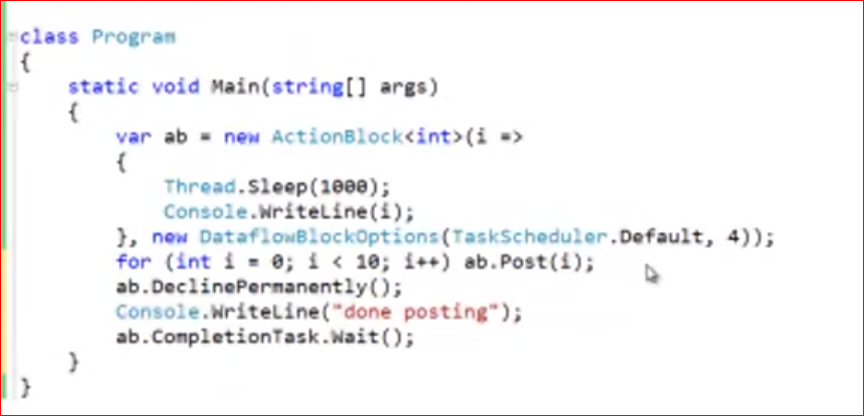 class Program
{
static void Main(string[] args)
{
var ab = new ActionBlock<int>(i =>
{
Thread.Sleep(1000);
Console.WriteLine(i);
}, new DataflowBlockOptions(TaskScheduler.Default, 4));
for (int i = 0; i < 10; i++) ab.Post(i);
ab.DeclinePermanently();
Console.WriteLine("done posting");
ab.CompletionTask.Wait();
}
}